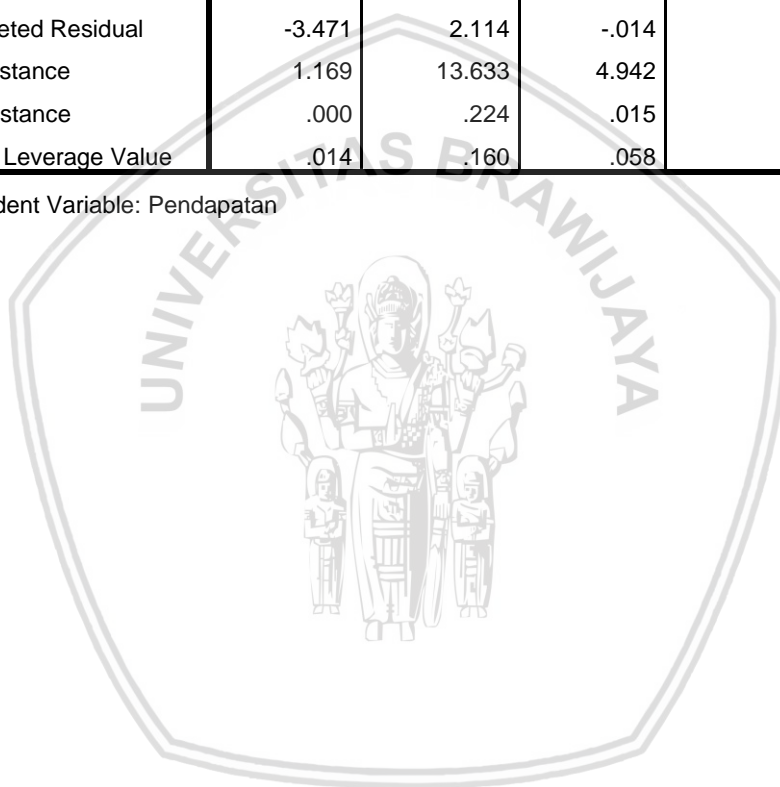 eted Residual -3.471 2.114 -.014
stance 1.169 13.633 4.942
stance .000 .224 .015
Leverage Value .014 .160 .058
dent Variable: Pendapatan
UNIVERSITAS BRAWIJAYA